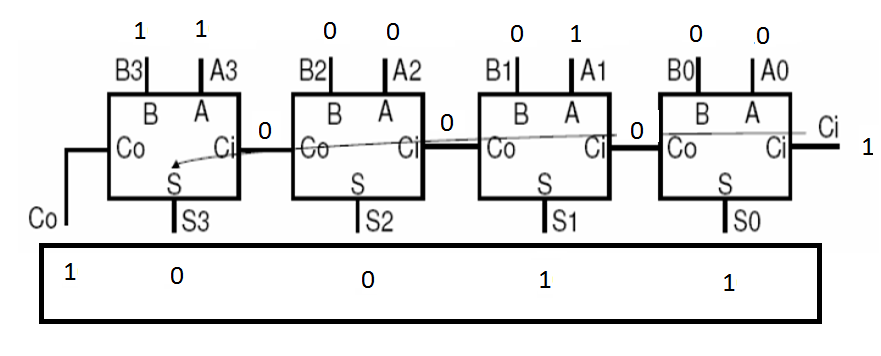 1 1 0 0 0 1 0 0
B3 A3 B2 A2 B1 A1 B0 A0
B A B A B A B A
0 0 0 Ci
Co Ci Co Ci Co Ci Co Ci 1
S S S S
Co S3 S2 S1 S0
1 0 0 1 1